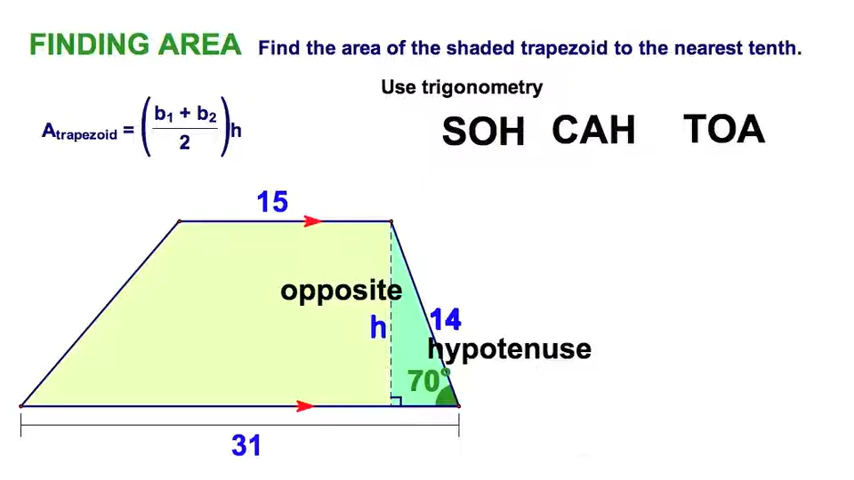 FINDING AREA Find the area of the shaded trapezoid to the nearest tenth.
Use trigonometry
SOH CAH TOA
A_trapezoid = ((b₁ + b₂)/2)h
15
opposite
h
14
hypotenuse
70°
31